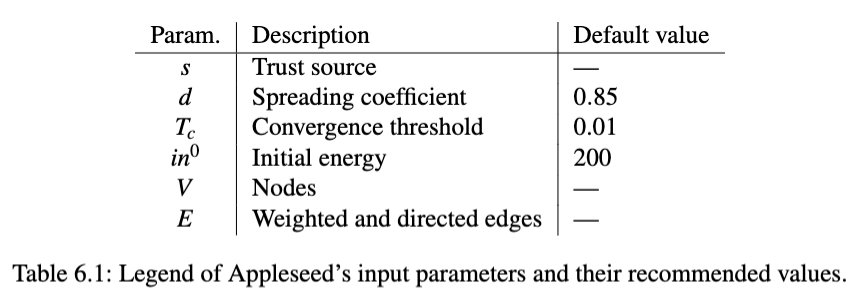 Param. Description Default value
s Trust source —
d Spreading coefficient 0.85
T_c Convergence threshold 0.01
in^0 Initial energy 200
V Nodes —
E Weighted and directed edges —
Table 6.1: Legend of Appleseed’s input parameters and their recommended values.